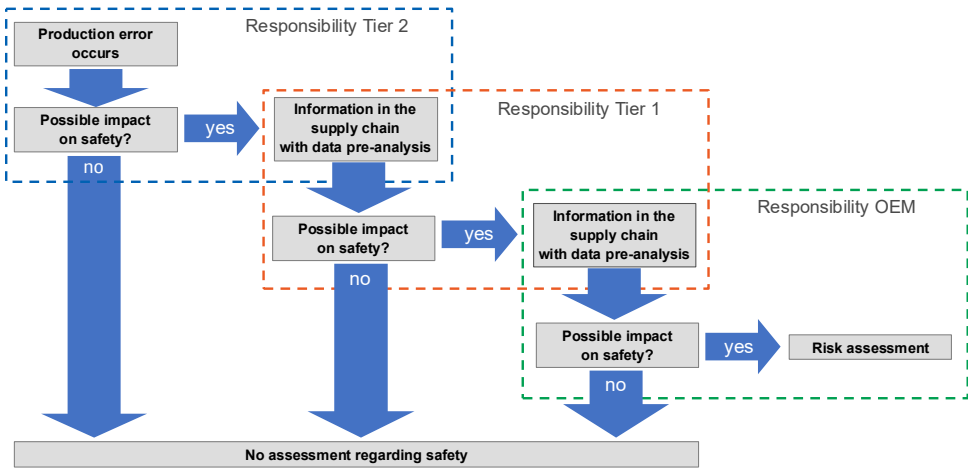 Responsibility Tier 2
Production error
occurs
Possible impact
on safety?
yes
Information in the
supply chain
with data pre-analysis
no
Responsibility Tier 1
Possible impact
on safety?
yes
Information in the
supply chain
with data pre-analysis
no
Responsibility OEM
Possible impact
on safety?
yes
Risk assessment
no
No assessment regarding safety